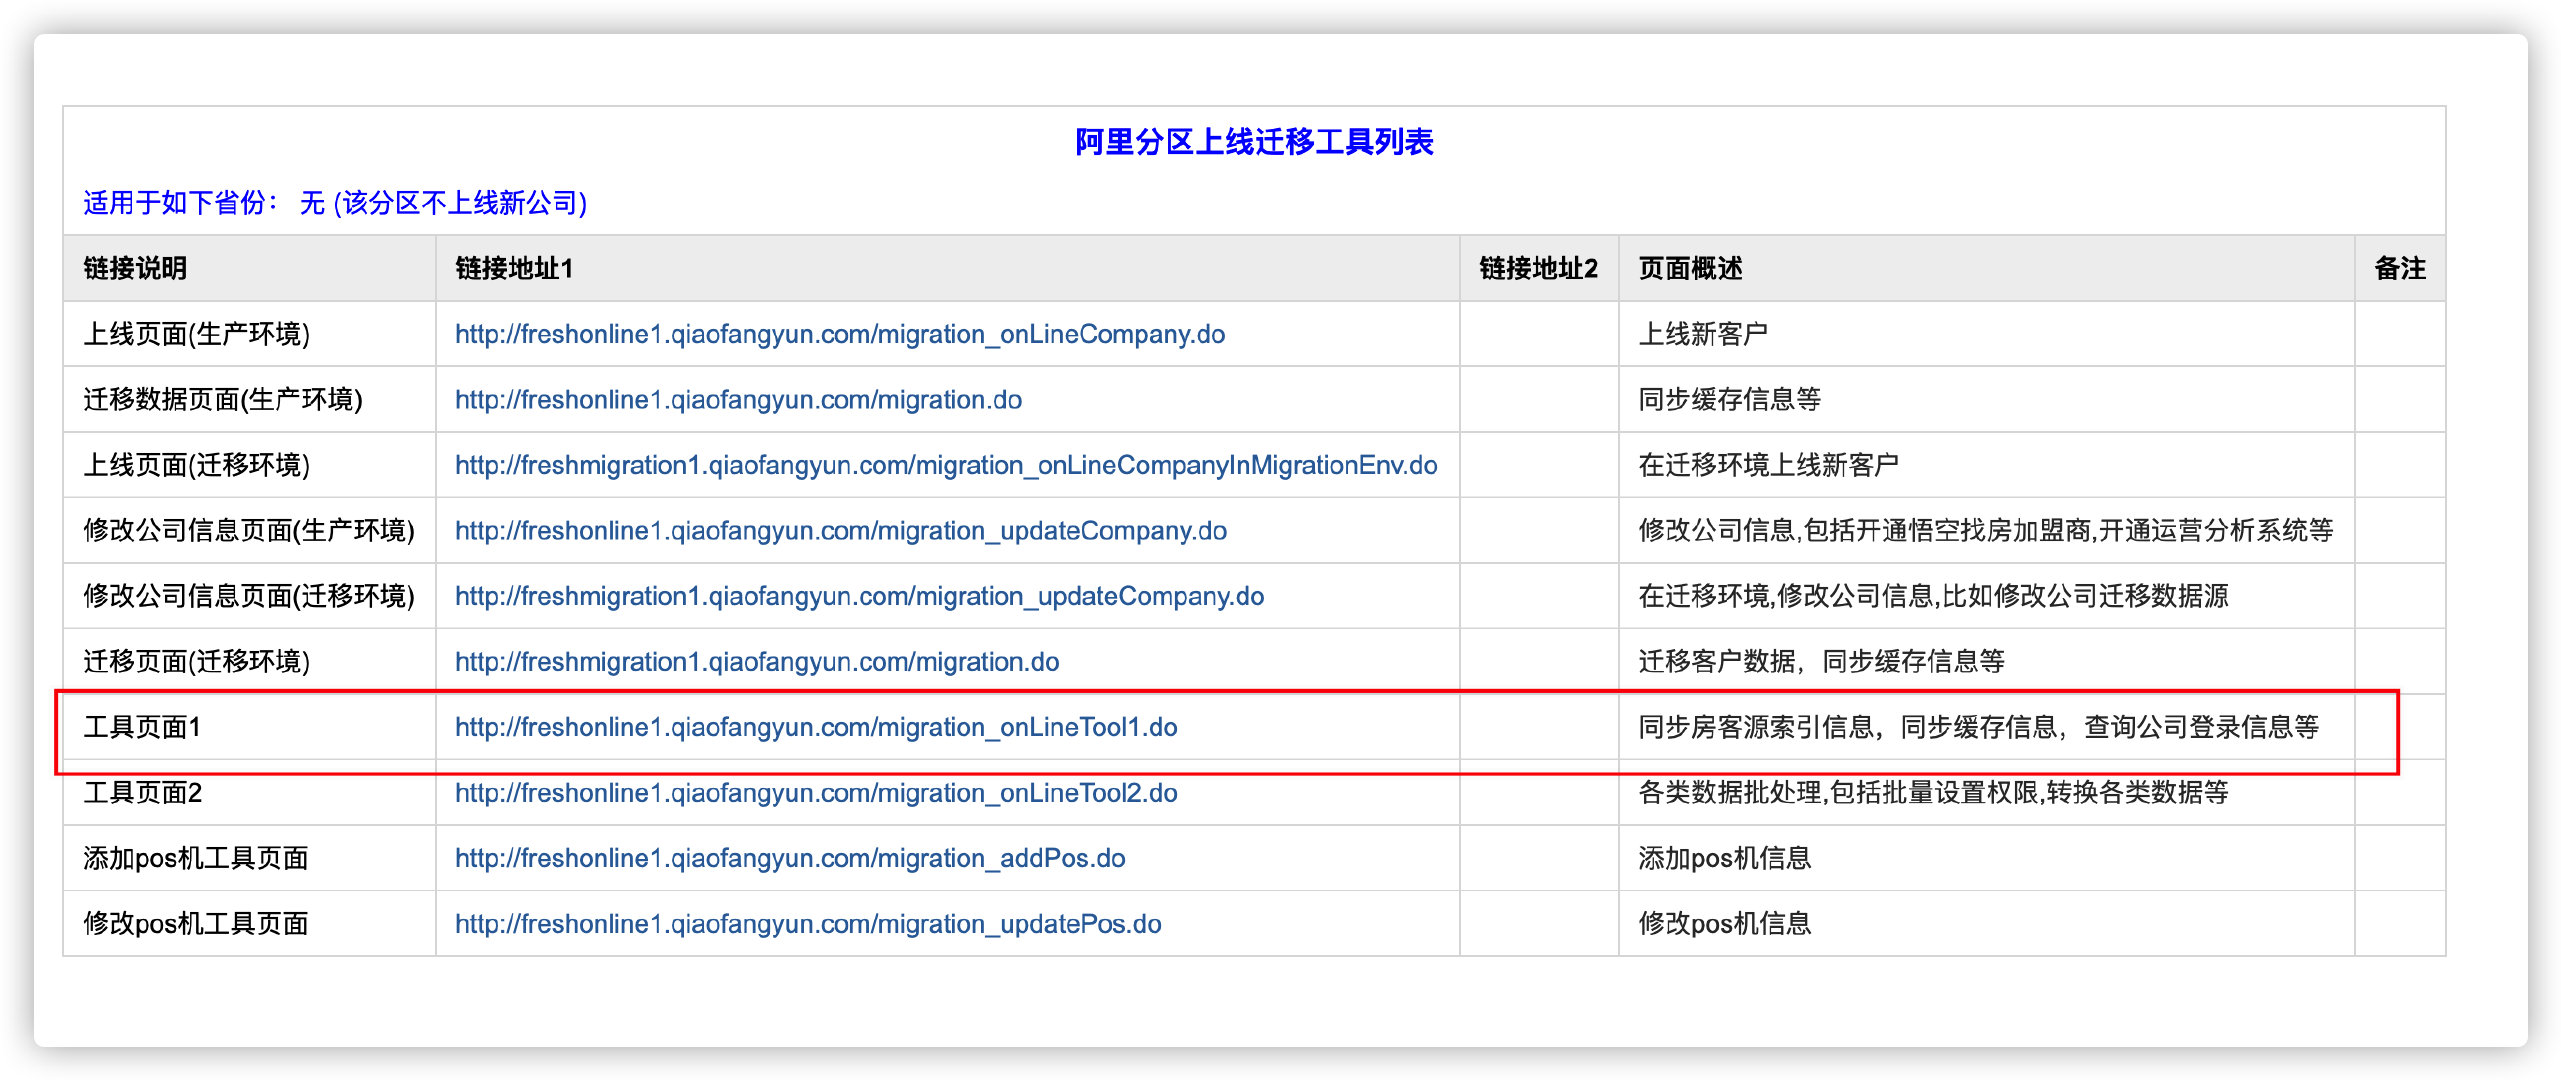 阿里分区上线迁移工具列表
适用于如下省份： 无 (该分区不上线新公司)
链接说明 链接地址1 链接地址2 页面概述 备注
上线页面(生产环境) http://freshonline1.qiaofangyun.com/migration_onLineCompany.do 上线新客户
迁移数据页面(生产环境) http://freshonline1.qiaofangyun.com/migration.do 同步缓存信息等
上线页面(迁移环境) http://freshmigration1.qiaofangyun.com/migration_onLineCompanyInMigrationEnv.do 在迁移环境上线新客户
修改公司信息页面(生产环境) http://freshonline1.qiaofangyun.com/migration_updateCompany.do 修改公司信息,包括开通悟空找房加盟商,开通运营分析系统等
修改公司信息页面(迁移环境) http://freshmigration1.qiaofangyun.com/migration_updateCompany.do 在迁移环境,修改公司信息,比如修改公司迁移数据源
迁移页面(迁移环境) http://freshmigration1.qiaofangyun.com/migration.do 迁移客户数据，同步缓存信息等
工具页面1 http://freshonline1.qiaofangyun.com/migration_onLineTool1.do 同步房客源索引信息，同步缓存信息，查询公司登录信息等
工具页面2 http://freshonline1.qiaofangyun.com/migration_onLineTool2.do 各类数据批处理,包括批量设置权限,转换各类数据等
添加pos机工具页面 http://freshonline1.qiaofangyun.com/migration_addPos.do 添加pos机信息
修改pos机工具页面 http://freshonline1.qiaofangyun.com/migration_updatePos.do 修改pos机信息